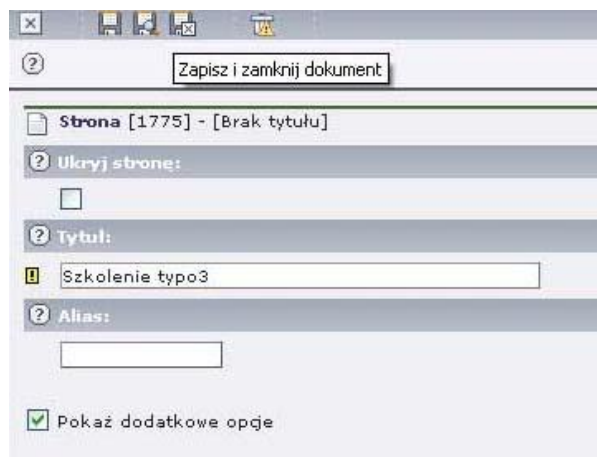 Zapisz i zamknij dokument
Strona [1775] - [Brak tytułu]
Ukryj stronę:
Tytuł:
Szkolenie typo3
Alias:
Pokaż dodatkowe opcje